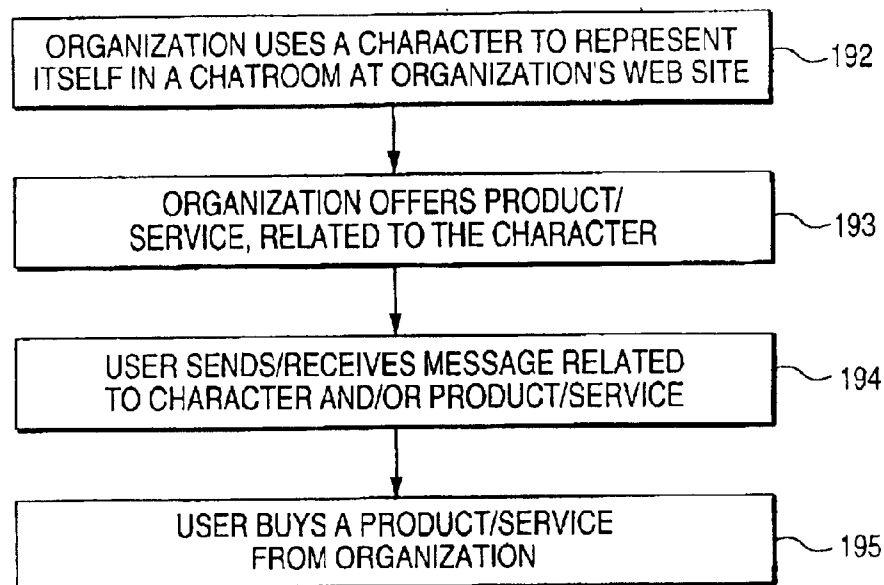 ORGANIZATION USES A CHARACTER TO REPRESENT
ITSELF IN A CHATROOM AT ORGANIZATION'S WEB SITE
192
ORGANIZATION OFFERS PRODUCT/
SERVICE, RELATED TO THE CHARACTER
193
USER SENDS/RECEIVES MESSAGE RELATED
TO CHARACTER AND/OR PRODUCT/SERVICE
194
USER BUYS A PRODUCT/SERVICE
FROM ORGANIZATION
195